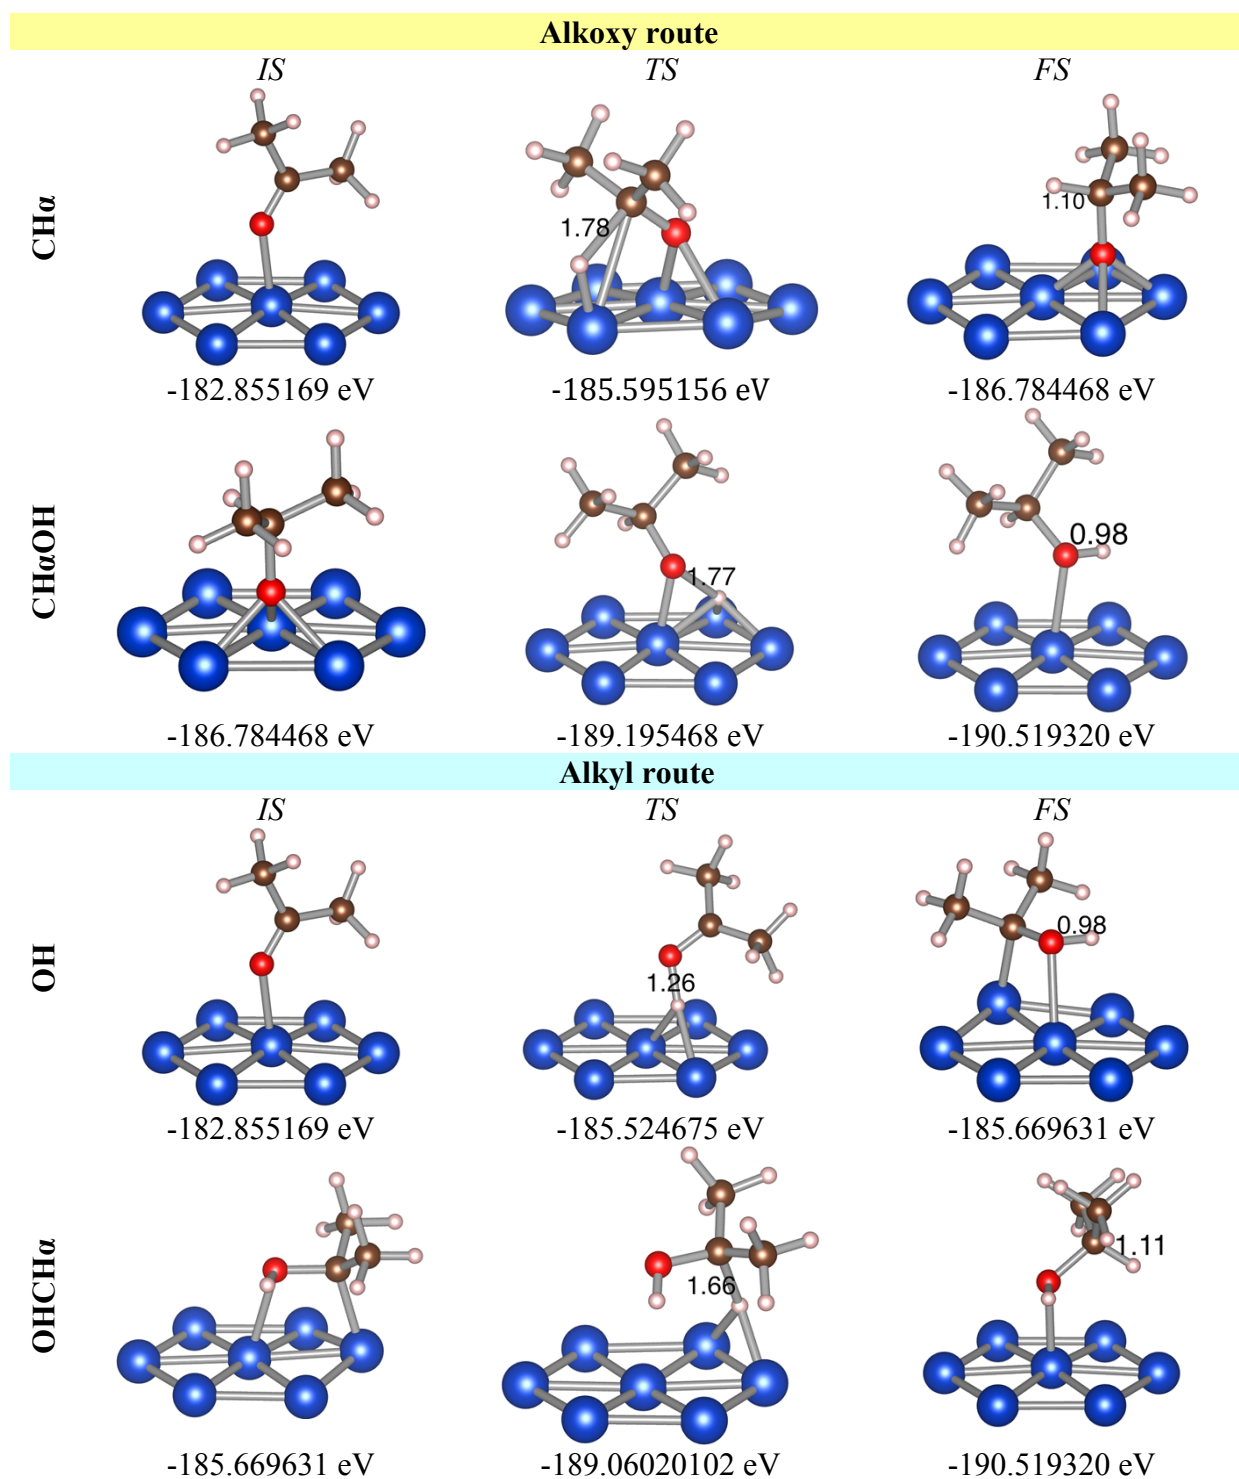 Alkoxy route
IS TS FS
CHα
1.78
1.10
-182.855169 eV -185.595156 eV -186.784468 eV
CHαOH
1.77
0.98
-186.784468 eV -189.195468 eV -190.519320 eV
Alkyl route
IS TS FS
OH
1.26
0.98
-182.855169 eV -185.524675 eV -185.669631 eV
OHCHα
1.66
1.11
-185.669631 eV -189.06020102 eV -190.519320 eV